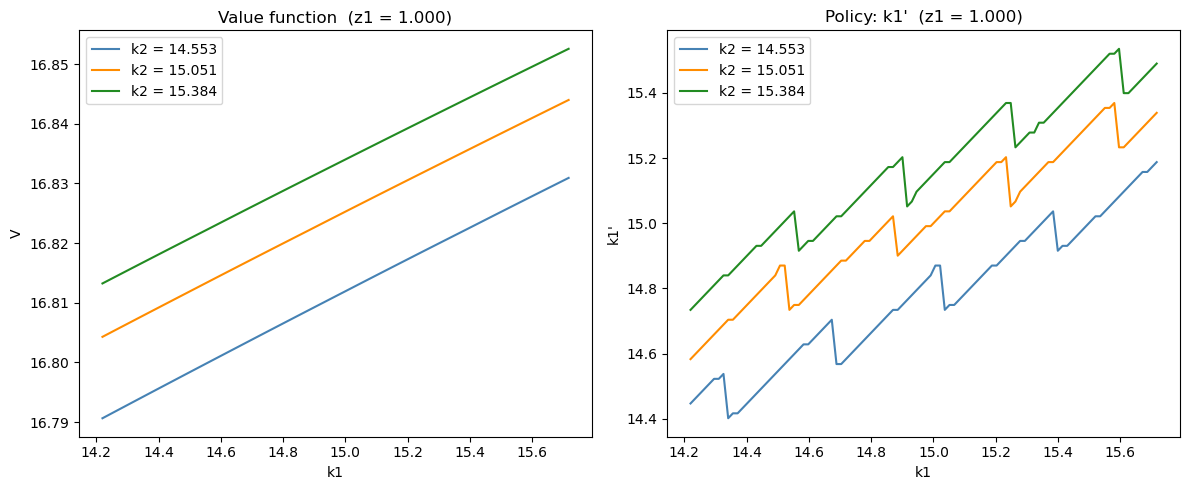 Value function (z1 = 1.000)
k2 = 14.553
k2 = 15.051
k2 = 15.384
16.85
16.84
16.83
16.82
16.81
16.80
16.79
V
14.2 14.4 14.6 14.8 15.0 15.2 15.4 15.6
k1
Policy: k1' (z1 = 1.000)
k2 = 14.553
k2 = 15.051
k2 = 15.384
15.4
15.2
15.0
14.8
14.6
14.4
k1'
14.2 14.4 14.6 14.8 15.0 15.2 15.4 15.6
k1